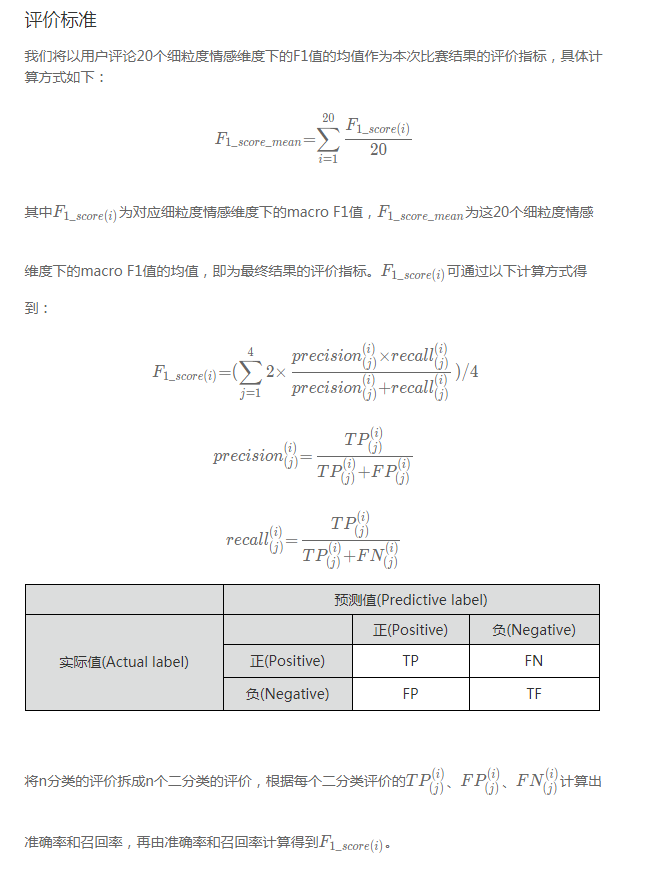 评价标准
我们将以用户评论20个细粒度情感维度下的F1值的均值作为本次比赛结果的评价指标，具体计
算方式如下：
$F_{1\_score\_mean}=\sum_{i=1}^{20}\frac{F_{1\_score(i)}}{20}$
其中$F_{1\_score(i)}$为对应细粒度情感维度下的macro F1值，$F_{1\_score\_mean}$为这20个细粒度情感
维度下的macro F1值的均值，即为最终结果的评价指标。$F_{1\_score(i)}$可通过以下计算方式得
到：
$F_{1\_score(i)}=(\sum_{j=1}^{4}2\times\frac{precision_{(j)}^{(i)}\times recall_{(j)}^{(i)}}{precision_{(j)}^{(i)}+recall_{(j)}^{(i)}})/4$
$precision_{(j)}^{(i)}=\frac{TP_{(j)}^{(i)}}{TP_{(j)}^{(i)}+FP_{(j)}^{(i)}}$
$recall_{(j)}^{(i)}=\frac{TP_{(j)}^{(i)}}{TP_{(j)}^{(i)}+FN_{(j)}^{(i)}}$
预测值(Predictive label)
实际值(Actual label)
正(Positive) 负(Negative)
正(Positive) TP FN
负(Negative) FP TF
将n分类的评价拆成n个二分类的评价，根据每个二分类评价的$TP_{(j)}^{(i)}$、$FP_{(j)}^{(i)}$、$FN_{(j)}^{(i)}$计算出
准确率和召回率，再由准确率和召回率计算得到$F_{1\_score(i)}$。